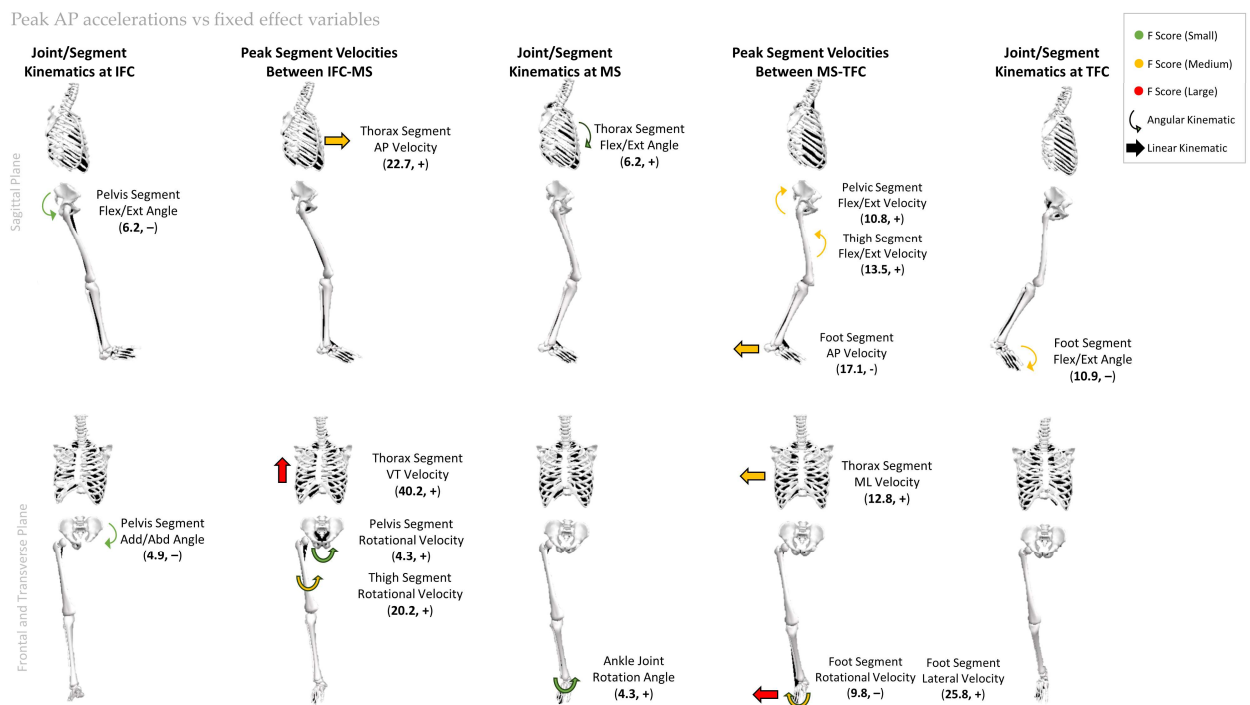 Peak AP accelerations vs fixed effect variables
Joint/Segment
Kinematics at IFC
Peak Segment Velocities
Between IFC-MS
Joint/Segment
Kinematics at MS
Peak Segment Velocities
Between MS-TFC
Joint/Segment
Kinematics at TFC
F Score (Small)
F Score (Medium)
F Score (Large)
Angular Kinematic
Linear Kinematic
Sagittal Plane
Pelvis Segment
Flex/Ext Angle
(6.2, –)
Thorax Segment
AP Velocity
(22.7, +)
Thorax Segment
Flex/Ext Angle
(6.2, +)
Pelvic Segment
Flex/Ext Velocity
(10.8, +)
Thigh Segment
Flex/Ext Velocity
(13.5, +)
Foot Segment
AP Velocity
(17.1, -)
Foot Segment
Flex/Ext Angle
(10.9, –)
Frontal and Transverse Plane
Pelvis Segment
Add/Abd Angle
(4.9, –)
Thorax Segment
VT Velocity
(40.2, +)
Pelvis Segment
Rotational Velocity
(4.3, +)
Thigh Segment
Rotational Velocity
(20.2, +)
Ankle Joint
Rotation Angle
(4.3, +)
Thorax Segment
ML Velocity
(12.8, +)
Foot Segment
Rotational Velocity
(9.8, –)
Foot Segment
Lateral Velocity
(25.8, +)